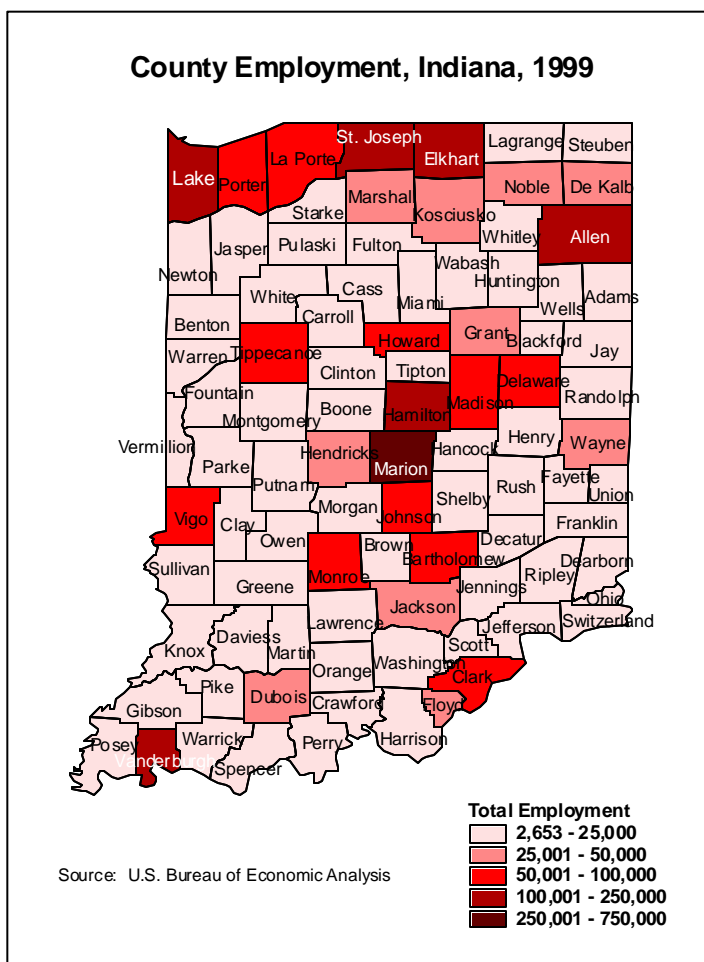 County Employment, Indiana, 1999
St. Joseph
Lagrange
Steuben
Elkhart
La Porte
Lake
Porter
Noble
De Kalb
Marshall
Kosciusko
Starke
Whitley
Allen
Jasper
Pulaski
Fulton
Wabash
Newton
Huntington
White
Cass
Miami
Wells
Adams
Carroll
Benton
Howard
Grant
Blackford
Warren
Tippecanoe
Jay
Clinton
Tipton
Delaware
Fountain
Boone
Hamilton
Madison
Randolph
Montgomery
Vermillion
Hendricks
Hancock
Henry
Wayne
Parke
Marion
Putnam
Rush
Fayette
Union
Morgan
Shelby
Vigo
Clay
Johnson
Franklin
Owen
Brown
Decatur
Sullivan
Bartholomew
Dearborn
Monroe
Ripley
Greene
Jennings
Ohio
Jackson
Lawrence
Switzerland
Jefferson
Daviess
Scott
Knox
Martin
Washington
Orange
Clark
Pike
Dubois
Crawford
Floyd
Gibson
Harrison
Posey
Warrick
Perry
Vanderburgh
Spencer
Total Employment
2,653 - 25,000
25,001 - 50,000
50,001 - 100,000
100,001 - 250,000
250,001 - 750,000
Source: U.S. Bureau of Economic Analysis